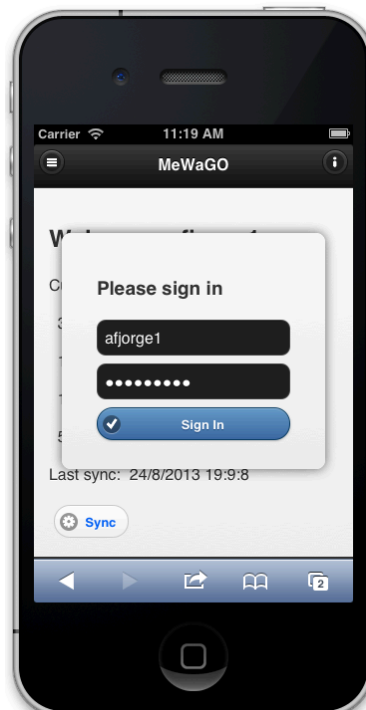 Carrier 11:19 AM
MeWaGO
Please sign in
afjorge1
•••••••••
Sign In
Last sync: 24/8/2013 19:9:8
Sync
2